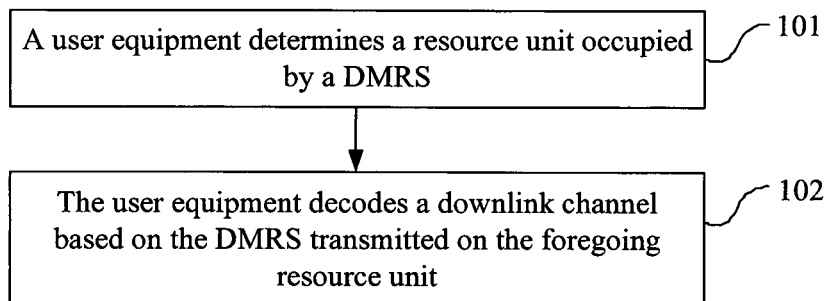 A user equipment determines a resource unit occupied
by a DMRS
101
The user equipment decodes a downlink channel
based on the DMRS transmitted on the foregoing
resource unit
102